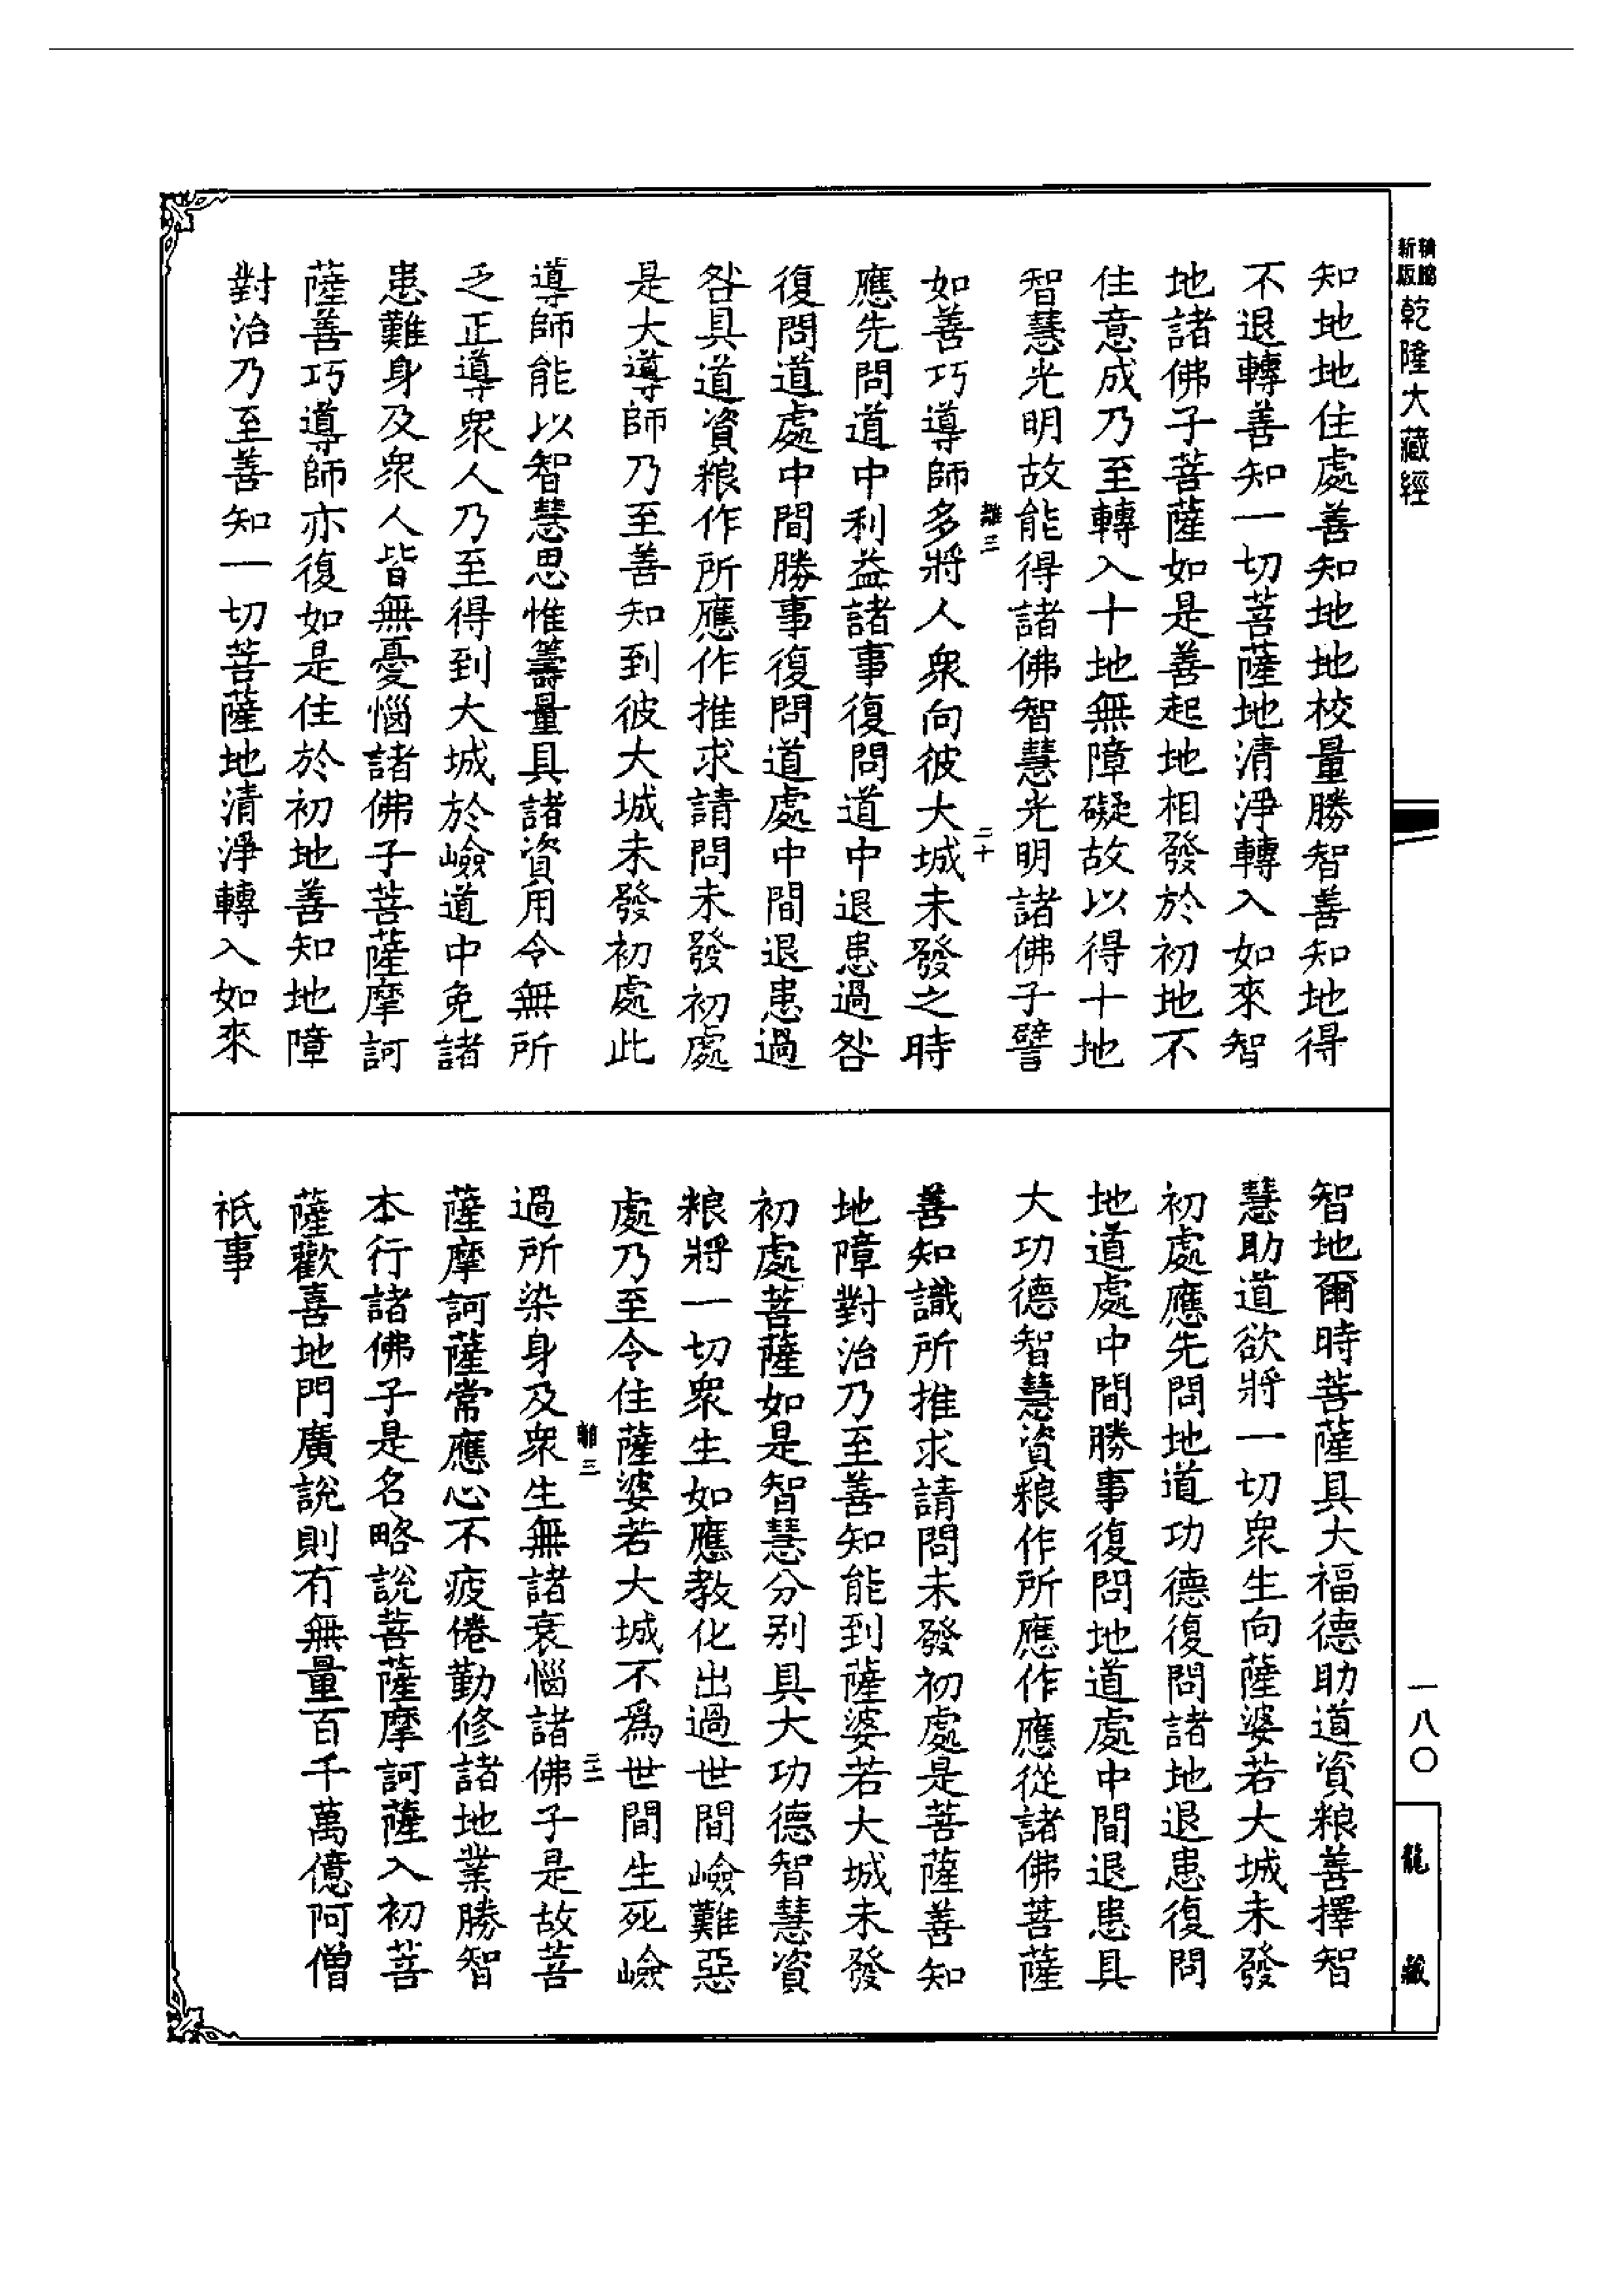 新版精縮乾隆大藏經
知地地住處善知地地校量勝智善知地得
不退轉善知一切菩薩地清淨轉入如來智
地諸佛子菩薩如是善起地相發於初地不
住意成乃至轉入十地無障礙故以得十地
智慧光明故能得諸佛智慧光明諸佛子譬
三 二十
如善巧導師多將人衆向彼大城未發之時
應先問道中利益諸事復問道中退患過咎
復問道處中間勝事復問道處中間退患過
咎具道資粮作所應作推求請問未發初處
是大導師乃至善知到彼大城未發初處此
導師能以智慧思惟籌量具諸資用令無所
乏正導衆人乃至得到大城於嶮道中免諸
患難身及衆人皆無憂惱諸佛子菩薩摩訶
薩善巧導師亦復如是住於初地善知地障
對治乃至善知一切菩薩地清淨轉入如來
智地爾時菩薩具大福德助道資粮善擇智
慧助道欲將一切衆生向薩婆若大城未發
初處應先問地道功德復問諸地退患復問
地道處中間勝事復問地道處中間退患具
大功德智慧資粮作所應作應從諸佛菩薩
善知識所推求請問未發初處是菩薩善知
地障對治乃至善知能到薩婆若大城未發
初處菩薩如是智慧分别具大功德智慧資
粮將一切衆生如應教化出過世間嶮難惡
處乃至令住薩婆若大城不爲世間生死嶮
三
過所染身及衆生無諸衰惱諸佛子是故菩
薩摩訶薩常應心不疲倦勤修諸地業勝智
本行諸佛子是名略說菩薩摩訶薩入初菩
薩歡喜地門廣說則有無量百千萬億阿僧
祇事
一八〇
龍藏